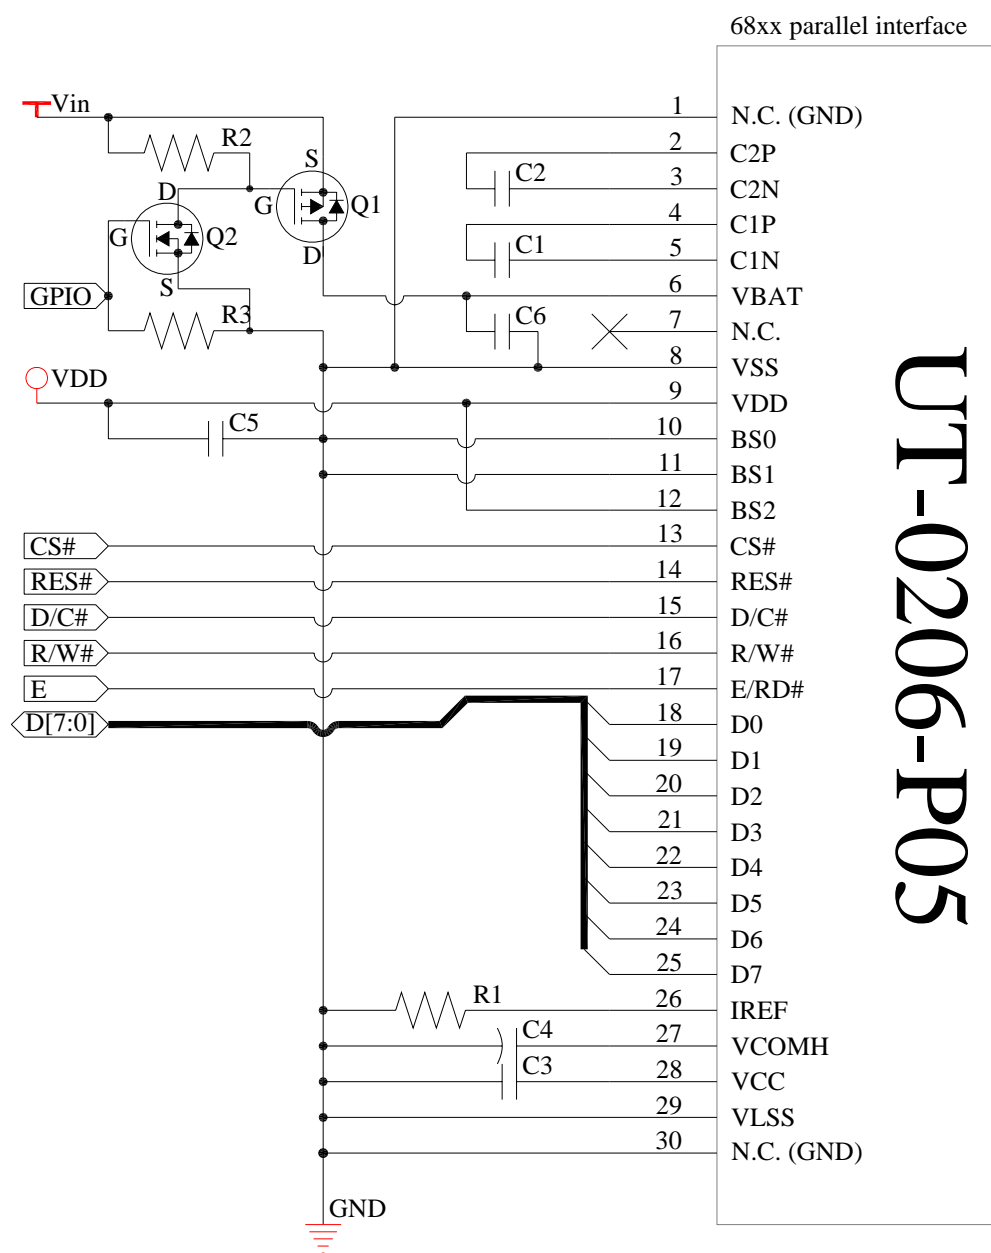 68xx parallel interface
Vin
R2
S
D
G
Q1
G
Q2
D
S
GPIO
R3
VDD
C5
C2
C1
C6
1 N.C. (GND)
2 C2P
3 C2N
4 C1P
5 C1N
6 VBAT
7 N.C.
8 VSS
9 VDD
10 BS0
11 BS1
12 BS2
CS# 13 CS#
RES# 14 RES#
D/C# 15 D/C#
R/W# 16 R/W#
E 17 E/RD#
D[7:0] 18 D0
19 D1
20 D2
21 D3
22 D4
23 D5
24 D6
25 D7
R1 26 IREF
C4 27 VCOMH
C3 28 VCC
29 VLSS
30 N.C. (GND)
GND
UT-0206-P05